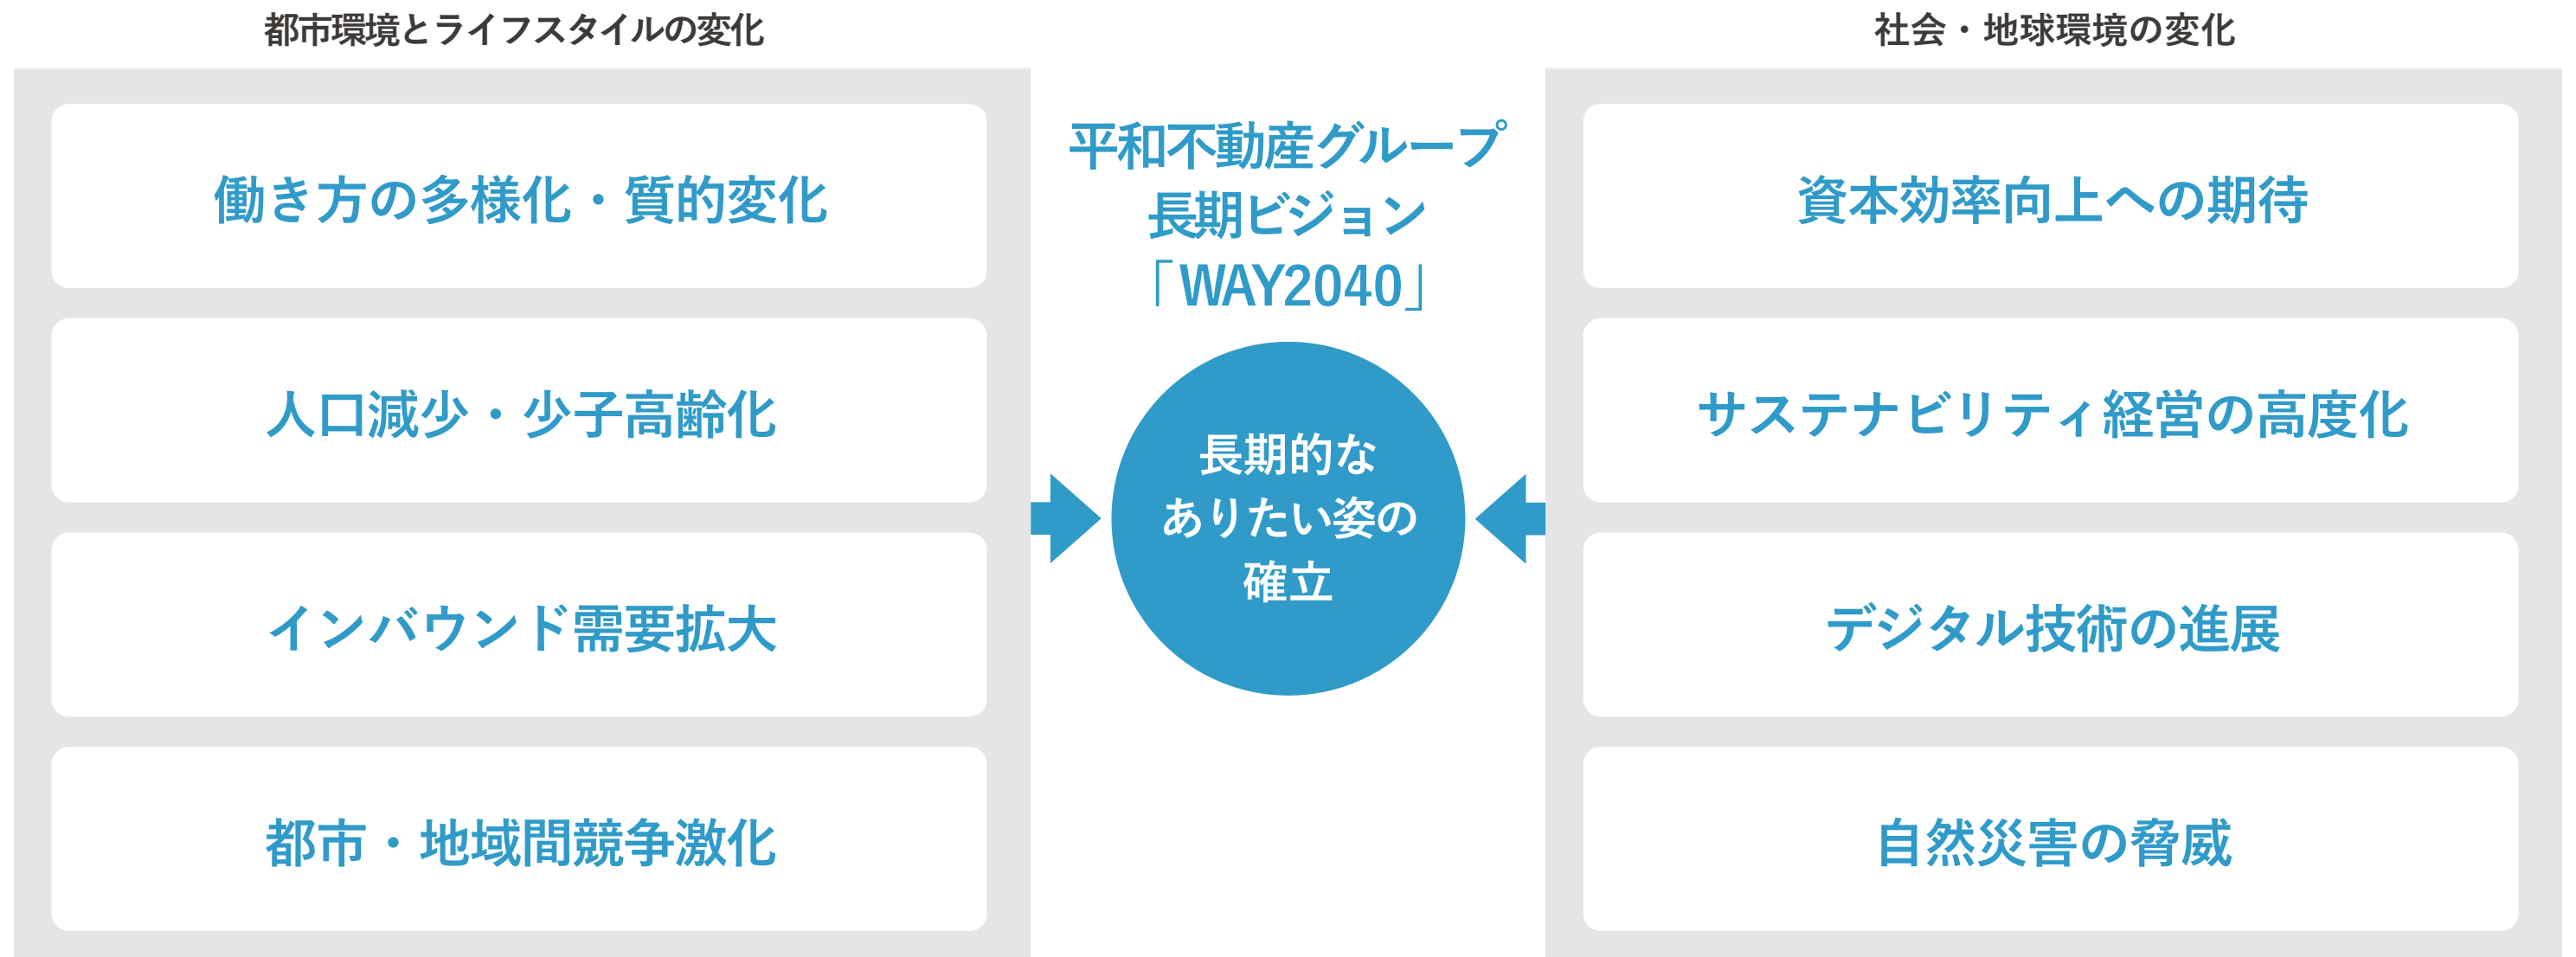 都市環境とライフスタイルの変化
働き方の多様化・質的変化
人口減少・少子高齢化
インバウンド需要拡大
都市・地域間競争激化
平和不動産グループ
長期ビジョン
「WAY2040」
長期的な
ありたい姿の
確立
社会・地球環境の変化
資本効率向上への期待
サステナビリティ経営の高度化
デジタル技術の進展
自然災害の脅威